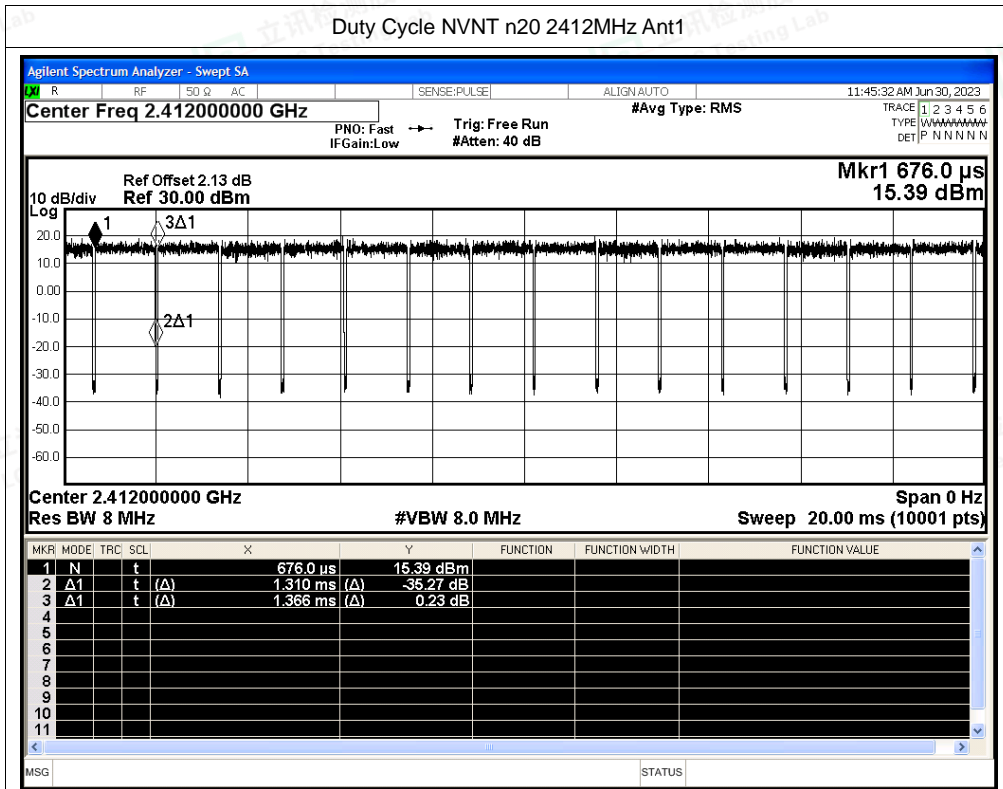 Duty Cycle NVNT n20 2412MHz Ant1
Agilent Spectrum Analyzer - Swept SA
LXI R RF 50 Ω AC SENSE:PULSE ALIGN AUTO 11:45:32 AM Jun 30, 2023
Center Freq 2.412000000 GHz #Avg Type: RMS TRACE 1 2 3 4 5 6
PNO: Fast Trig: Free Run TYPE
IFGain:Low #Atten: 40 dB DET P N N N N N
Mkr1 676.0 µs
Ref Offset 2.13 dB
10 dB/div Ref 30.00 dBm 15.39 dBm
Log
1 3Δ1
20.0
10.0
0.00
-10.0
2Δ1
-20.0
-30.0
-40.0
-50.0
-60.0
Center 2.412000000 GHz Span 0 Hz
Res BW 8 MHz #VBW 8.0 MHz Sweep 20.00 ms (10001 pts)
MKR MODE TRC SCL X Y FUNCTION FUNCTION WIDTH FUNCTION VALUE
1 N t 676.0 µs 15.39 dBm
2 Δ1 t (Δ) 1.310 ms (Δ) -35.27 dB
3 Δ1 t (Δ) 1.366 ms (Δ) 0.23 dB
4
5
6
7
8
9
10
11
MSG STATUS